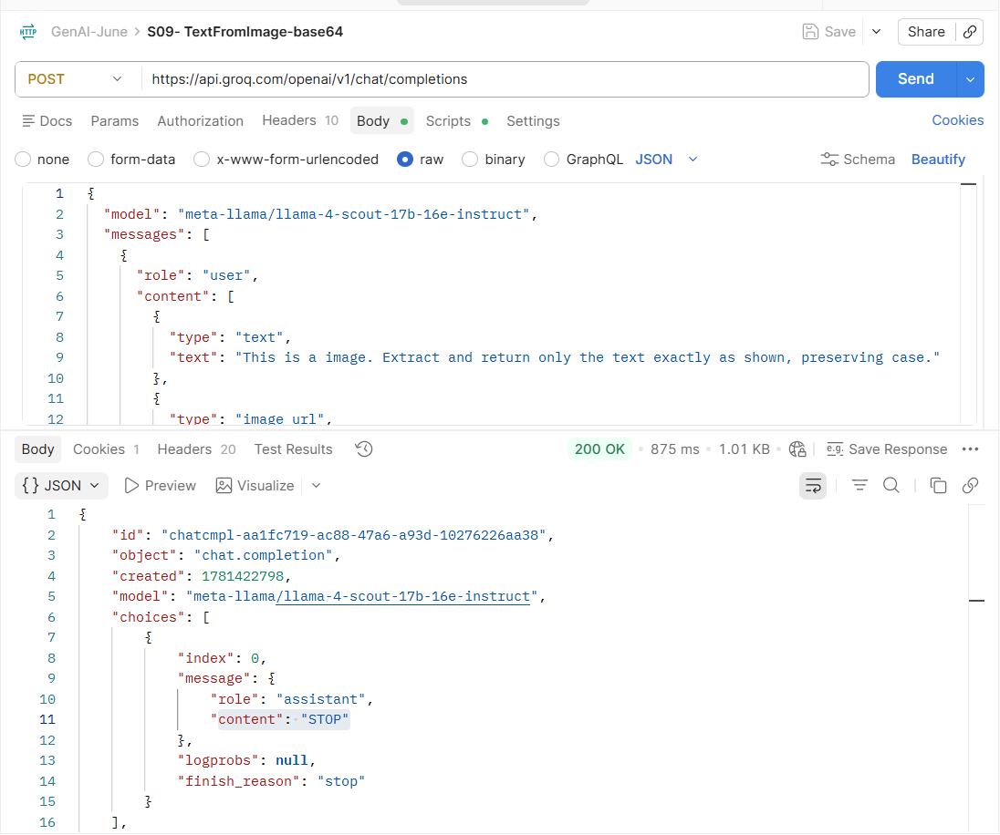 GenAI-June > S09- TextFromImage-base64 Save Share
POST https://api.groq.com/openai/v1/chat/completions Send
Docs Params Authorization Headers 10 Body Scripts Settings Cookies
none form-data x-www-form-urlencoded raw binary GraphQL JSON Schema Beautify
1 {
2 "model": "meta-llama/llama-4-scout-17b-16e-instruct",
3 "messages": [
4 {
5 "role": "user",
6 "content": [
7 {
8 "type": "text",
9 "text": "This is a image. Extract and return only the text exactly as shown, preserving case."
10 },
11 {
12 "type": "image_url",
Body Cookies 1 Headers 20 Test Results 200 OK • 875 ms • 1.01 KB • e.g. Save Response
{} JSON Preview Visualize
1 {
2 "id": "chatcmpl-aa1fc719-ac88-47a6-a93d-10276226aa38",
3 "object": "chat.completion",
4 "created": 1781422798,
5 "model": "meta-llama/llama-4-scout-17b-16e-instruct",
6 "choices": [
7 {
8 "index": 0,
9 "message": {
10 "role": "assistant",
11 "content": "STOP"
12 },
13 "logprobs": null,
14 "finish_reason": "stop"
15 }
16 ],